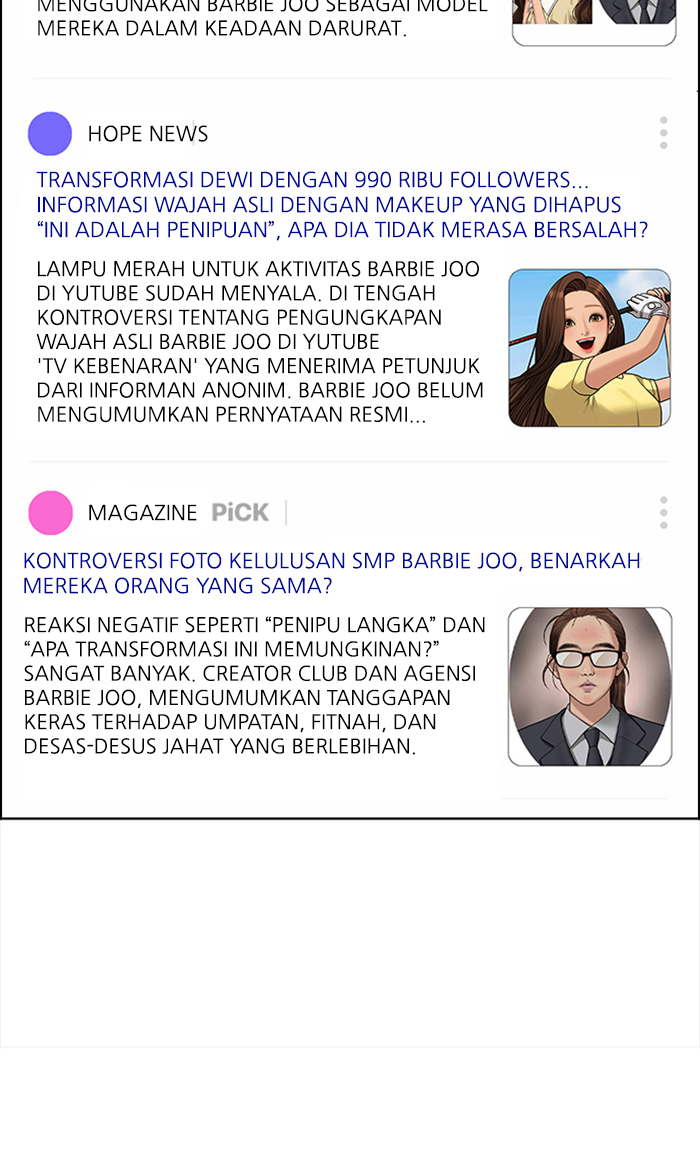 MENGGUNAKAN BARBIE JOO SEBAGAI MODEL
MEREKA DALAM KEADAAN DARURAT.
HOPE NEWS
TRANSFORMASI DEWI DENGAN 990 RIBU FOLLOWERS...
INFORMASI WAJAH ASLI DENGAN MAKEUP YANG DIHAPUS
“INI ADALAH PENIPUAN”, APA DIA TIDAK MERASA BERSALAH?
LAMPU MERAH UNTUK AKTIVITAS BARBIE JOO
DI YUTUBE SUDAH MENYALA. DI TENGAH
KONTROVERSI TENTANG PENGUNGKAPAN
WAJAH ASLI BARBIE JOO DI YUTUBE
'TV KEBENARAN' YANG MENERIMA PETUNJUK
DARI INFORMAN ANONIM. BARBIE JOO BELUM
MENGUMUMKAN PERNYATAAN RESMI...
MAGAZINE PiCK
KONTROVERSI FOTO KELULUSAN SMP BARBIE JOO, BENARKAH
MEREKA ORANG YANG SAMA?
REAKSI NEGATIF SEPERTI “PENIPU LANGKA” DAN
“APA TRANSFORMASI INI MEMUNGKINAN?”
SANGAT BANYAK. CREATOR CLUB DAN AGENSI
BARBIE JOO, MENGUMUMKAN TANGGAPAN
KERAS TERHADAP UMPATAN, FITNAH, DAN
DESAS-DESUS JAHAT YANG BERLEBIHAN.